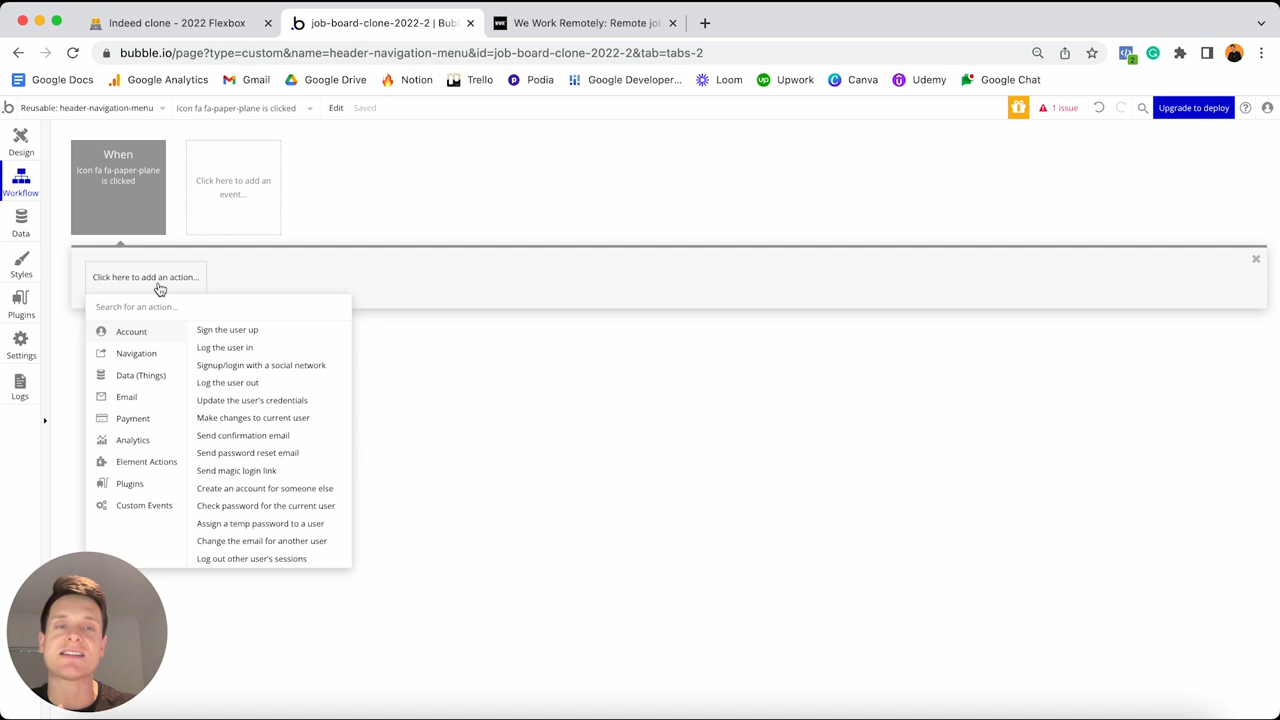 Indeed clone - 2022 Flexbox
job-board-clone-2022-2 | Bubb
We Work Remotely: Remote jo
bubble.io/page?type=custom&name=header-navigation-menu&id=job-board-clone-2022-2&tab=tabs-2
2
Google Docs
Google Analytics
Gmail
Google Drive
Notion
Trello
Podia
Google Developer...
Loom
Upwork
Canva
Udemy
Google Chat
Reusable: header-navigation-menu
Icon fa fa-paper-plane is clicked
Edit
Saved
1 issue
Upgrade to deploy
Design
Workflow
Data
Styles
Plugins
Settings
Logs
When
Icon fa fa-paper-plane
is clicked
Click here to add an
event...
Click here to add an action...
Search for an action...
Account
Navigation
Data (Things)
Email
Payment
Analytics
Element Actions
Plugins
Custom Events
Sign the user up
Log the user in
Signup/login with a social network
Log the user out
Update the user's credentials
Make changes to current user
Send confirmation email
Send password reset email
Send magic login link
Create an account for someone else
Check password for the current user
Assign a temp password to a user
Change the email for another user
Log out other user's sessions